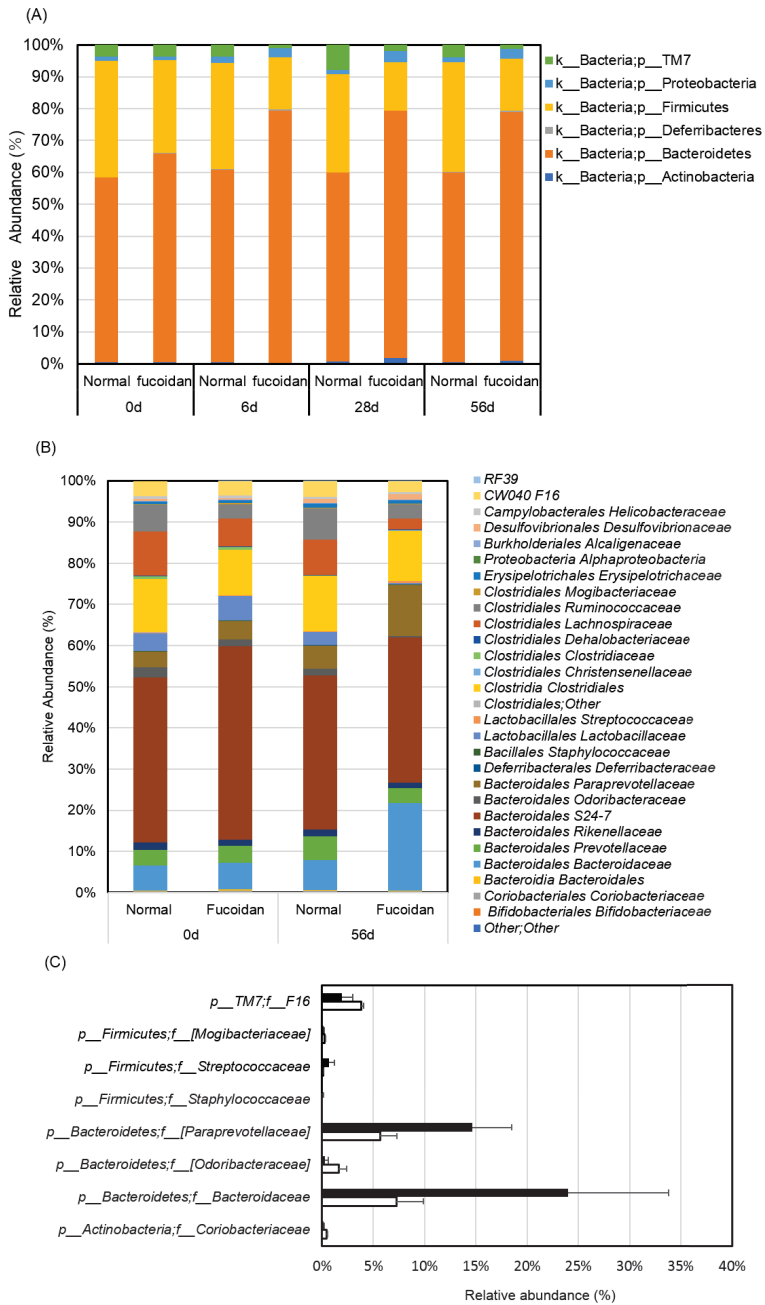 (A)
100%
90%
80%
70%
60%
50%
40%
30%
20%
10%
0%
Relative Abundance (%)
Normal fucoidan Normal fucoidan Normal fucoidan Normal fucoidan
0d 6d 28d 56d
k__Bacteria;p__TM7
k__Bacteria;p__Proteobacteria
k__Bacteria;p__Firmicutes
k__Bacteria;p__Deferribacteres
k__Bacteria;p__Bacteroidetes
k__Bacteria;p__Actinobacteria
(B)
100%
90%
80%
70%
60%
50%
40%
30%
20%
10%
0%
Relative Abundance (%)
Normal Fucoidan Normal Fucoidan
0d 56d
RF39
CW040 F16
Campylobacterales Helicobacteraceae
Desulfovibrionales Desulfovibrionaceae
Burkholderiales Alcaligenaceae
Proteobacteria Alphaproteobacteria
Erysipelotrichales Erysipelotrichaceae
Clostridiales Mogibacteriaceae
Clostridiales Ruminococcaceae
Clostridiales Lachnospiraceae
Clostridiales Dehalobacteriaceae
Clostridiales Clostridiaceae
Clostridiales Christensenellaceae
Clostridia Clostridiales
Clostridiales;Other
Lactobacillales Streptococcaceae
Lactobacillales Lactobacillaceae
Bacillales Staphylococcaceae
Deferribacterales Deferribacteraceae
Bacteroidales Paraprevotellaceae
Bacteroidales Odoribacteraceae
Bacteroidales S24-7
Bacteroidales Rikenellaceae
Bacteroidales Prevotellaceae
Bacteroidales Bacteroidaceae
Bacteroidia Bacteroidales
Coriobacteriales Coriobacteriaceae
Bifidobacteriales Bifidobacteriaceae
Other;Other
(C)
p__TM7;f__F16
p__Firmicutes;f__[Mogibacteriaceae]
p__Firmicutes;f__Streptococcaceae
p__Firmicutes;f__Staphylococcaceae
p__Bacteroidetes;f__[Paraprevotellaceae]
p__Bacteroidetes;f__[Odoribacteraceae]
p__Bacteroidetes;f__Bacteroidaceae
p__Actinobacteria;f__Coriobacteriaceae
0% 5% 10% 15% 20% 25% 30% 35% 40%
Relative abundance (%)